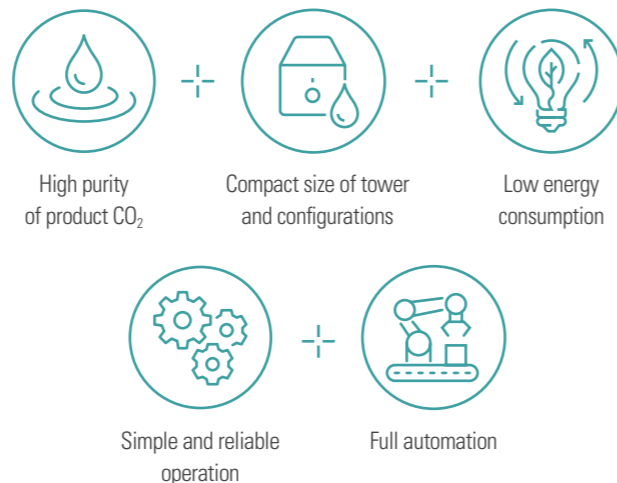 High purity
of product CO₂
Compact size of tower
and configurations
Low energy
consumption
Simple and reliable
operation
Full automation